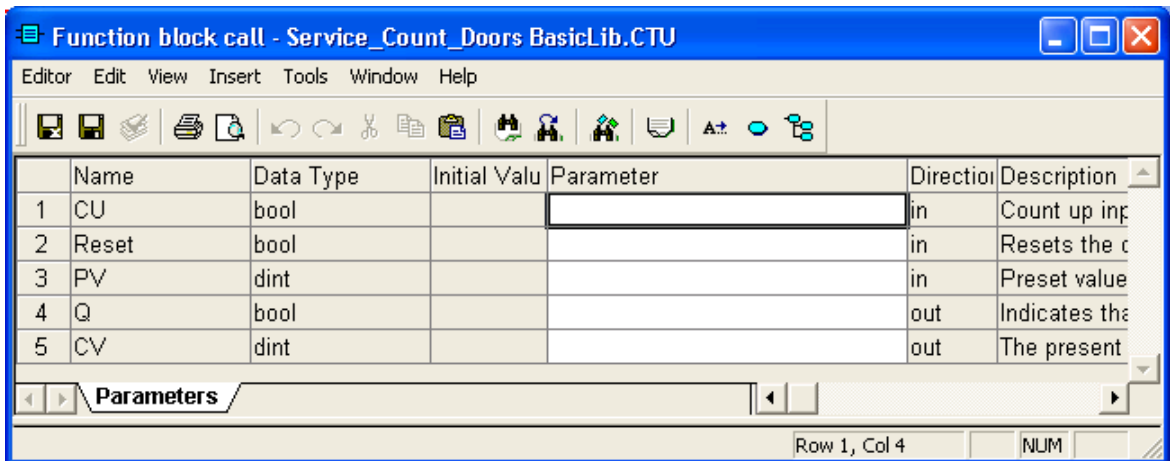 Function block call - Service_Count_Doors BasicLib.CTU
Editor Edit View Insert Tools Window Help
Name Data Type Initial Valu Parameter Direction Description
1 CU bool in Count up inp
2 Reset bool in Resets the c
3 PV dint in Preset value
4 Q bool out Indicates tha
5 CV dint out The present
Parameters
Row 1, Col 4 NUM